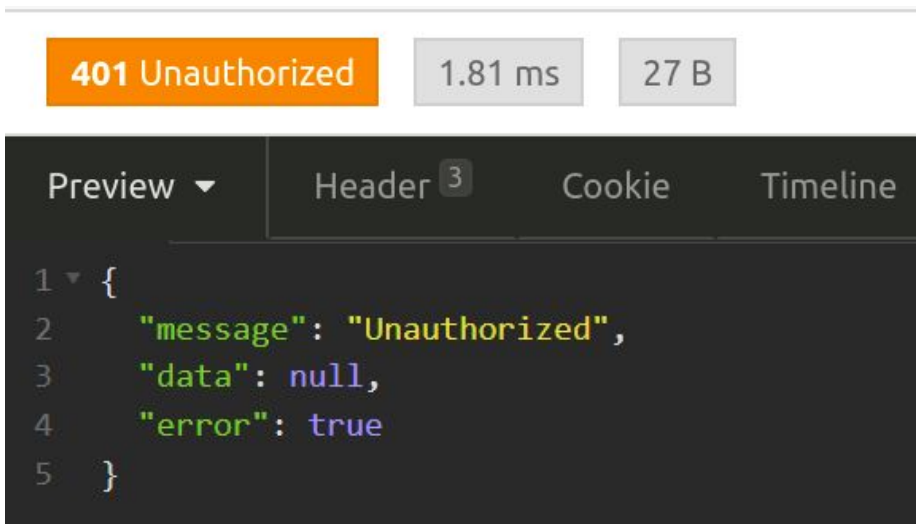 401 Unauthorized 1.81 ms 27 B
Preview ▼ Header 3 Cookie Timeline
1 ▼ {
2 "message": "Unauthorized",
3 "data": null,
4 "error": true
5 }